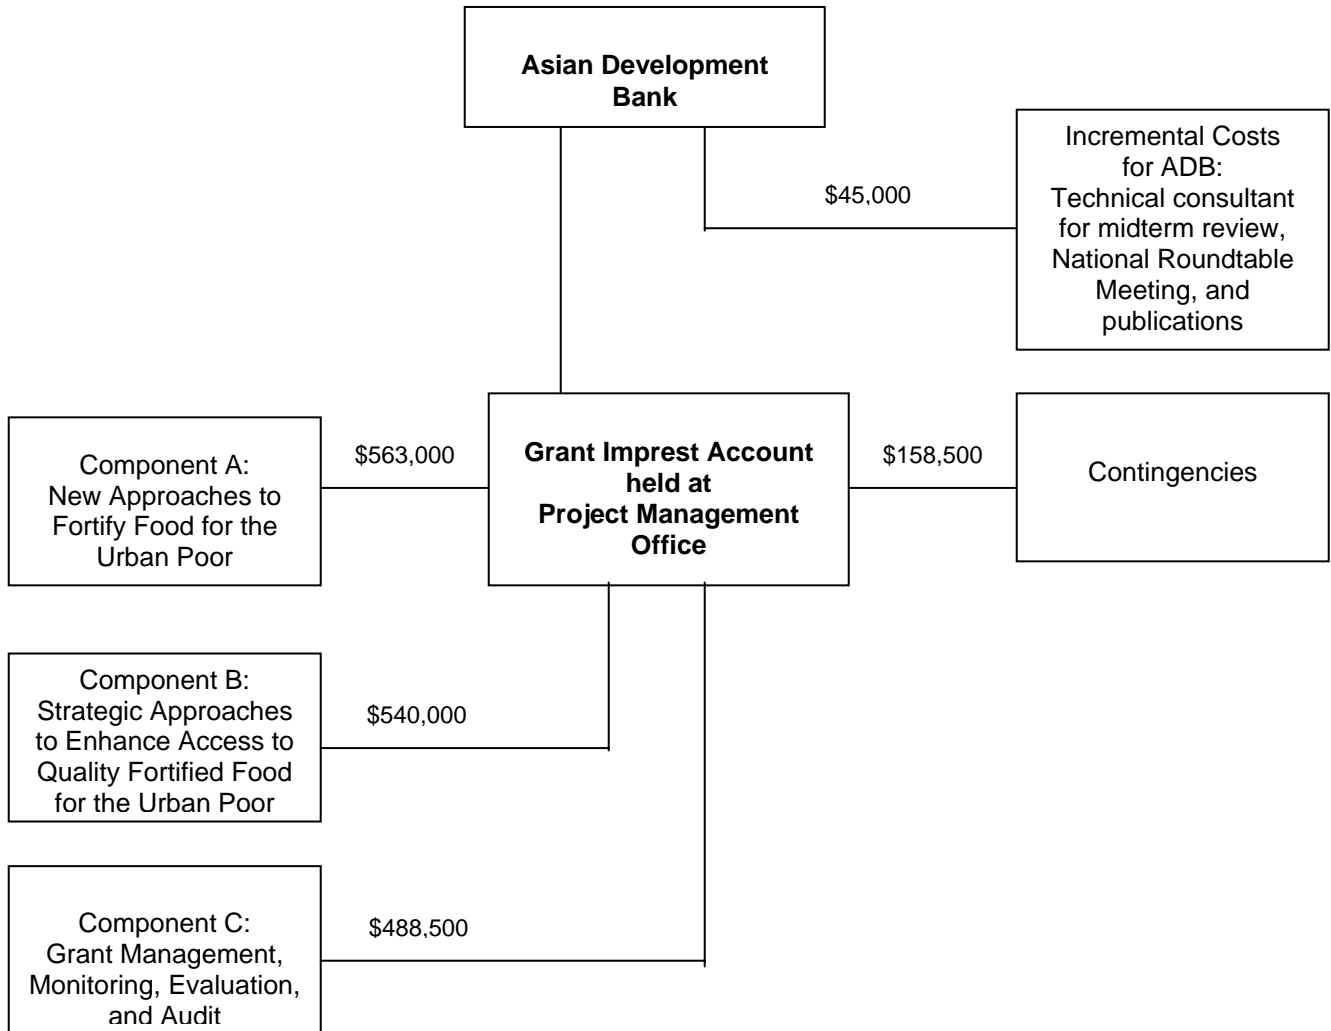 Asian Development
Bank
Incremental Costs
for ADB:
Technical consultant
for midterm review,
National Roundtable
Meeting, and
publications
$45,000
Component A:
New Approaches to
Fortify Food for the
Urban Poor
$563,000
Grant Imprest Account
held at
Project Management
Office
$158,500
Contingencies
Component B:
Strategic Approaches
to Enhance Access to
Quality Fortified Food
for the Urban Poor
$540,000
Component C:
Grant Management,
Monitoring, Evaluation,
and Audit
$488,500